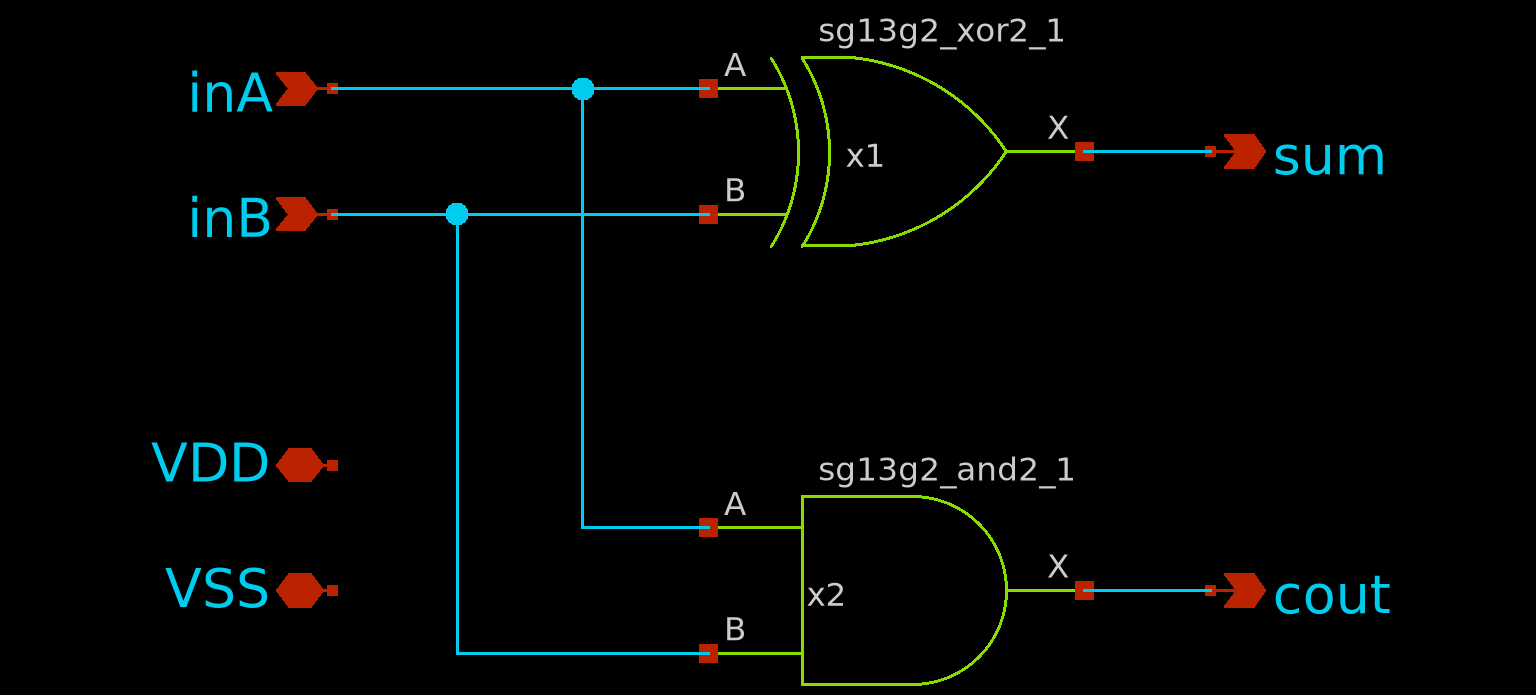 sg13g2_xor2_1
inA
A
x1
X
sum
inB
B
VDD
sg13g2_and2_1
A
VSS
x2
X
cout
B